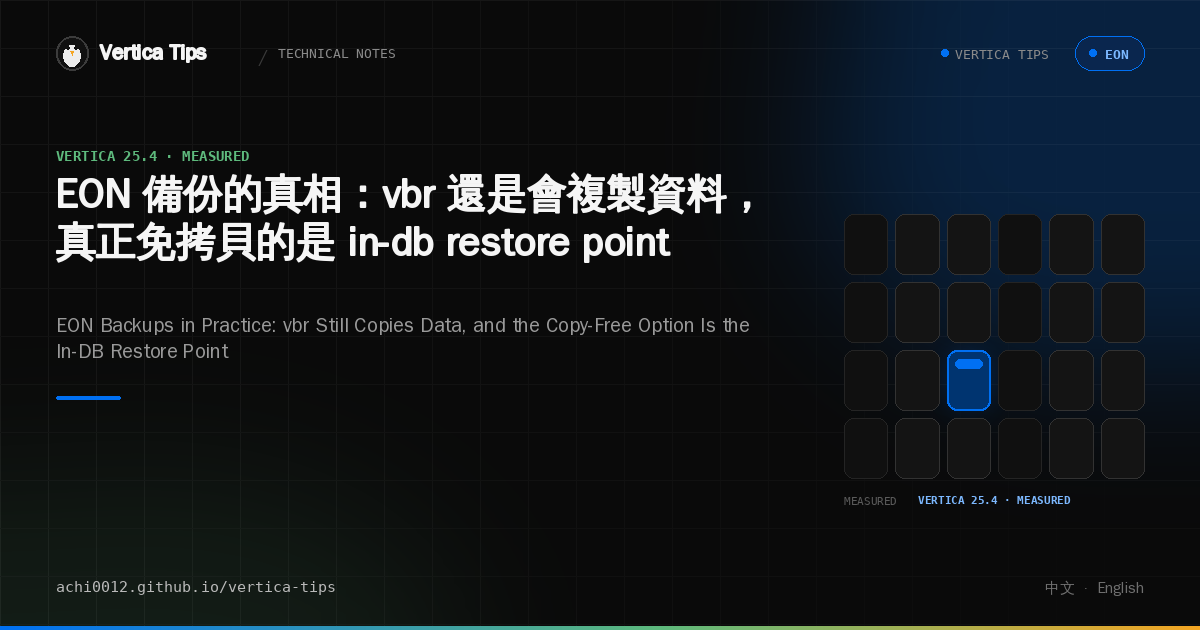 Vertica Tips
/ TECHNICAL NOTES
VERTICA TIPS
EON
VERTICA 25.4 · MEASURED
EON 備份的真相：vbr 還是會複製資料，
真正免拷貝的是 in-db restore point
EON Backups in Practice: vbr Still Copies Data, and the Copy-Free Option Is the
In-DB Restore Point
MEASURED VERTICA 25.4 · MEASURED
achi0012.github.io/vertica-tips
中文 · English